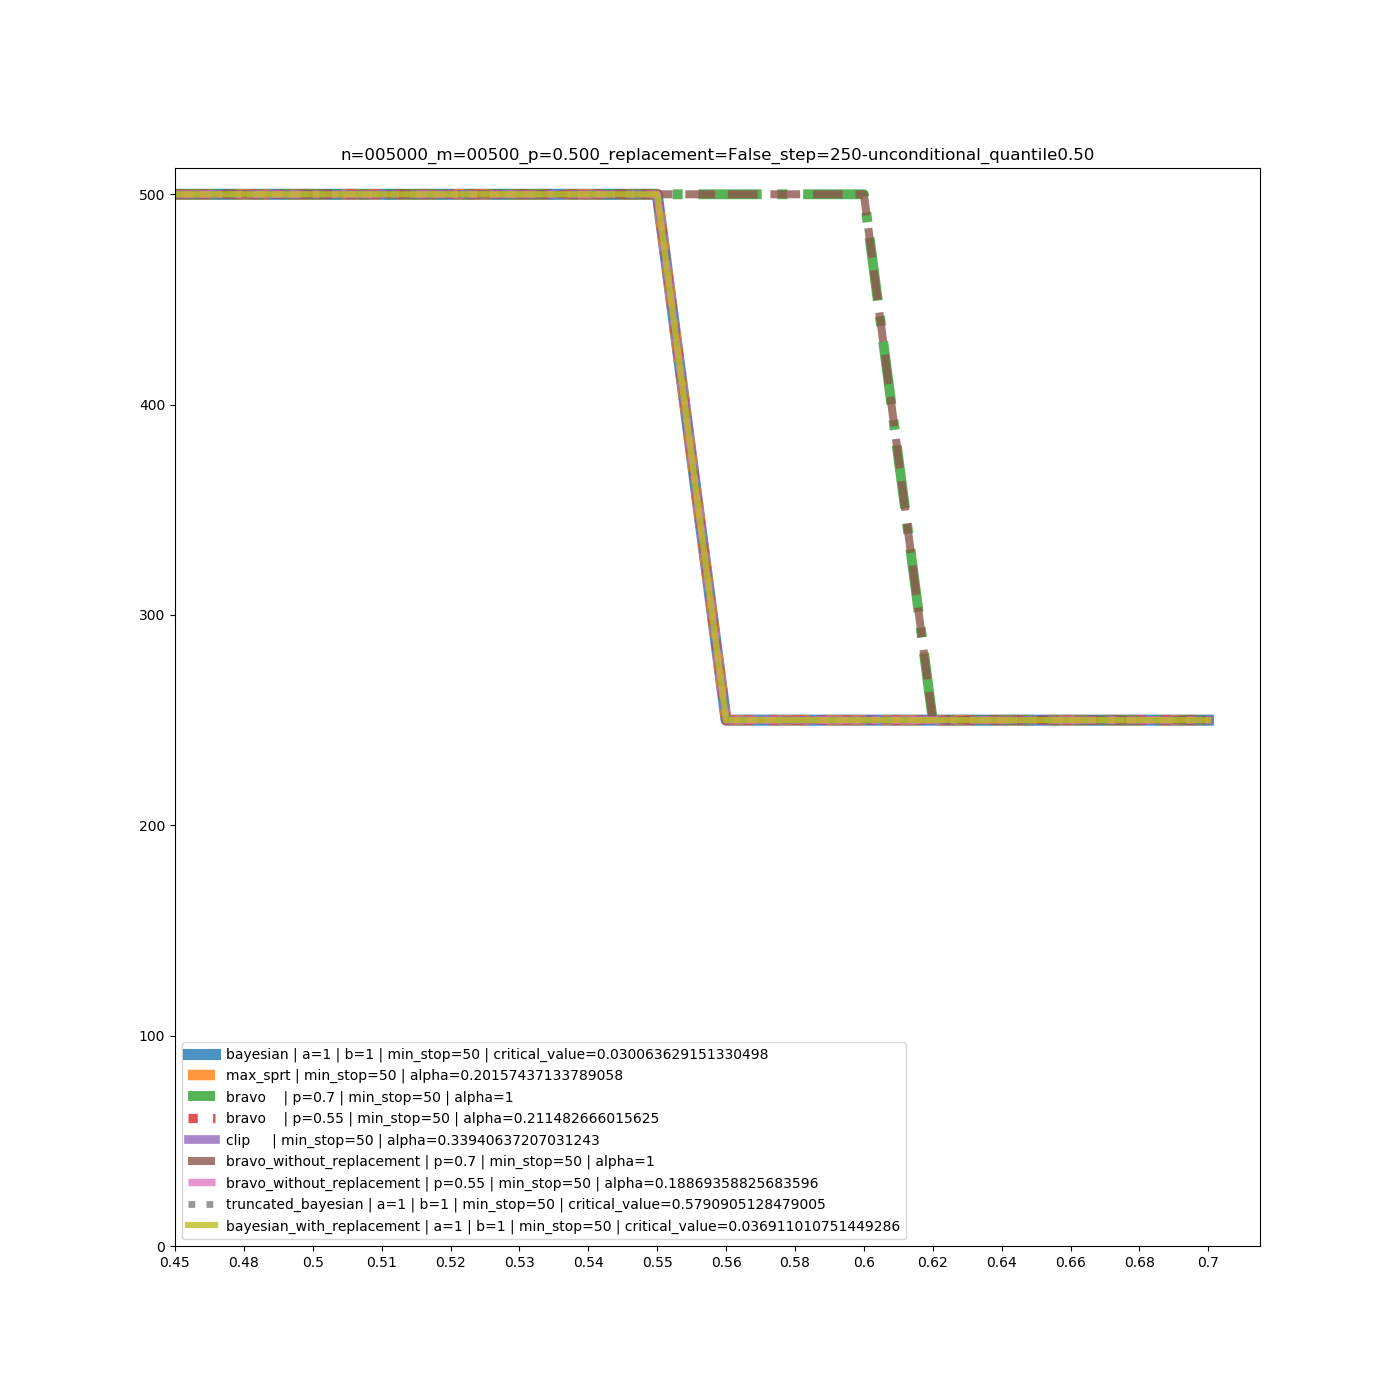 n=005000_m=00500_p=0.500_replacement=False_step=250-unconditional_quantile0.50
500
400
300
200
100
0
bayesian | a=1 | b=1 | min_stop=50 | critical_value=0.030063629151330498
max_sprt | min_stop=50 | alpha=0.20157437133789058
bravo | p=0.7 | min_stop=50 | alpha=1
bravo | p=0.55 | min_stop=50 | alpha=0.211482666015625
clip | min_stop=50 | alpha=0.33940637207031243
bravo_without_replacement | p=0.7 | min_stop=50 | alpha=1
bravo_without_replacement | p=0.55 | min_stop=50 | alpha=0.18869358825683596
truncated_bayesian | a=1 | b=1 | min_stop=50 | critical_value=0.5790905128479005
bayesian_with_replacement | a=1 | b=1 | min_stop=50 | critical_value=0.036911010751449286
0.45 0.48 0.5 0.51 0.52 0.53 0.54 0.55 0.56 0.58 0.6 0.62 0.64 0.66 0.68 0.7